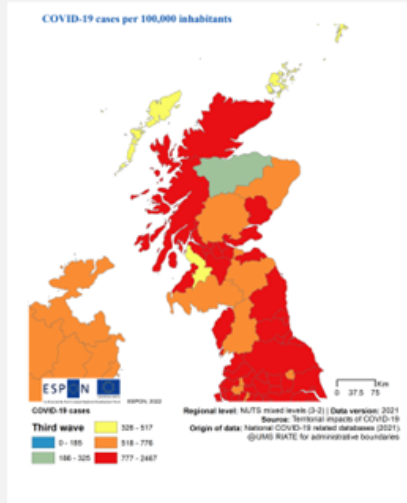 COVID-19 cases per 100,000 inhabitants
ESPON
ESPON, 2022
0 37.5 75
Km
COVID-19 cases
Third wave
0 - 185
186 - 325
326 - 517
518 - 776
777 - 2467
Regional level: NUTS mixed levels (3-2) | Data version: 2021
Source: Territorial impacts of COVID-19
Origin of data: National COVID-19 related databases (2021)
@UMS RIATE for administrative boundaries